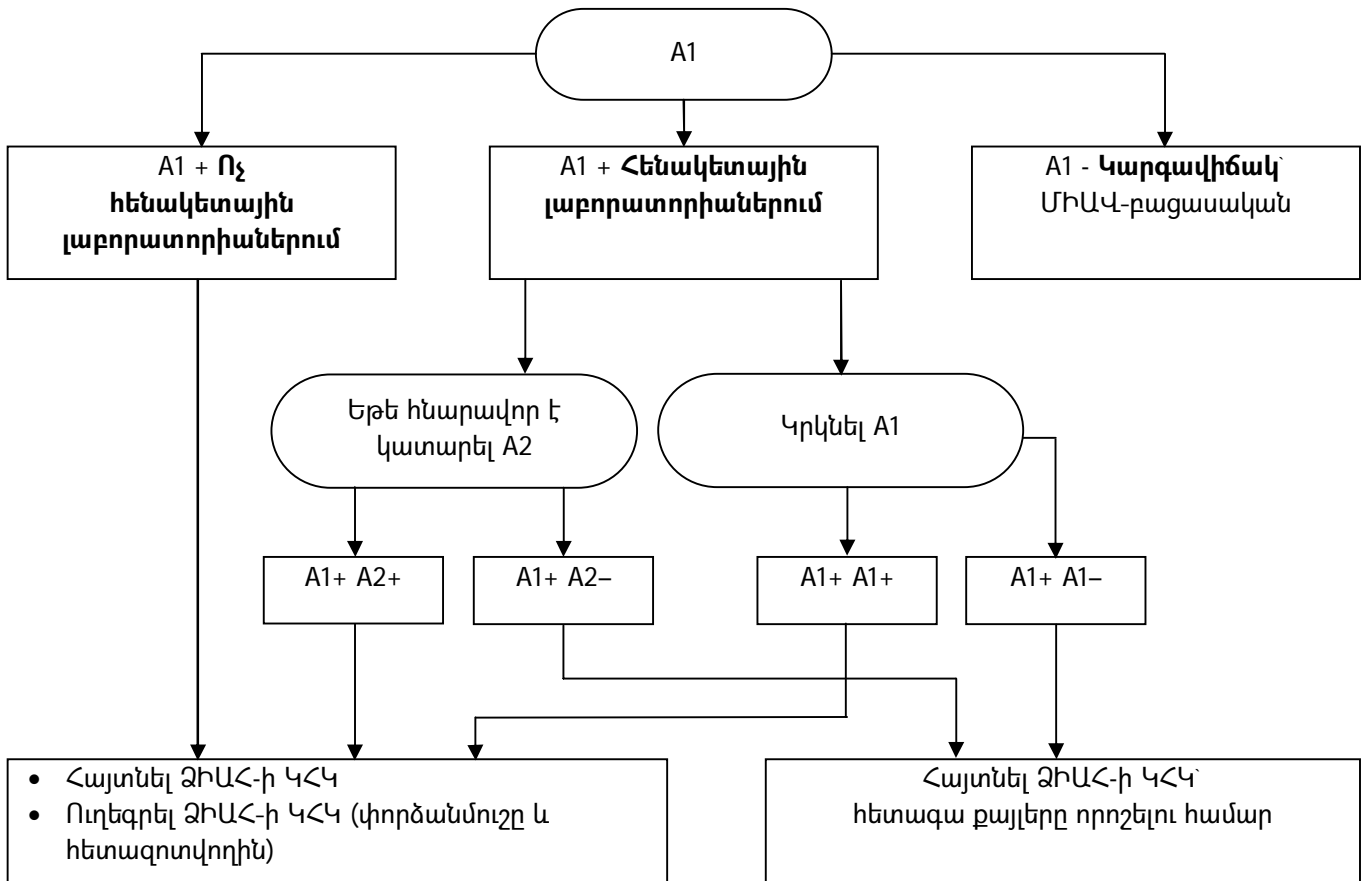 A1
A1 + Ոչ
հենակետային
լաբորատորիաներում
A1 + Հենակետային
լաբորատորիաներում
A1 - Կարգավիճակ՝
ՄԻԱՎ-բացասական
Եթե հնարավոր է
կատարել A2
Կրկնել A1
A1+ A2+
A1+ A2–
A1+ A1+
A1+ A1–
• Հայտնել ՁԻԱՀ-ի ԿՀԿ
• Ուղեգրել ՁԻԱՀ-ի ԿՀԿ (փորձանմուշը և
հետազոտվողին)
Հայտնել ՁԻԱՀ-ի ԿՀԿ՝
հետագա քայլերը որոշելու համար